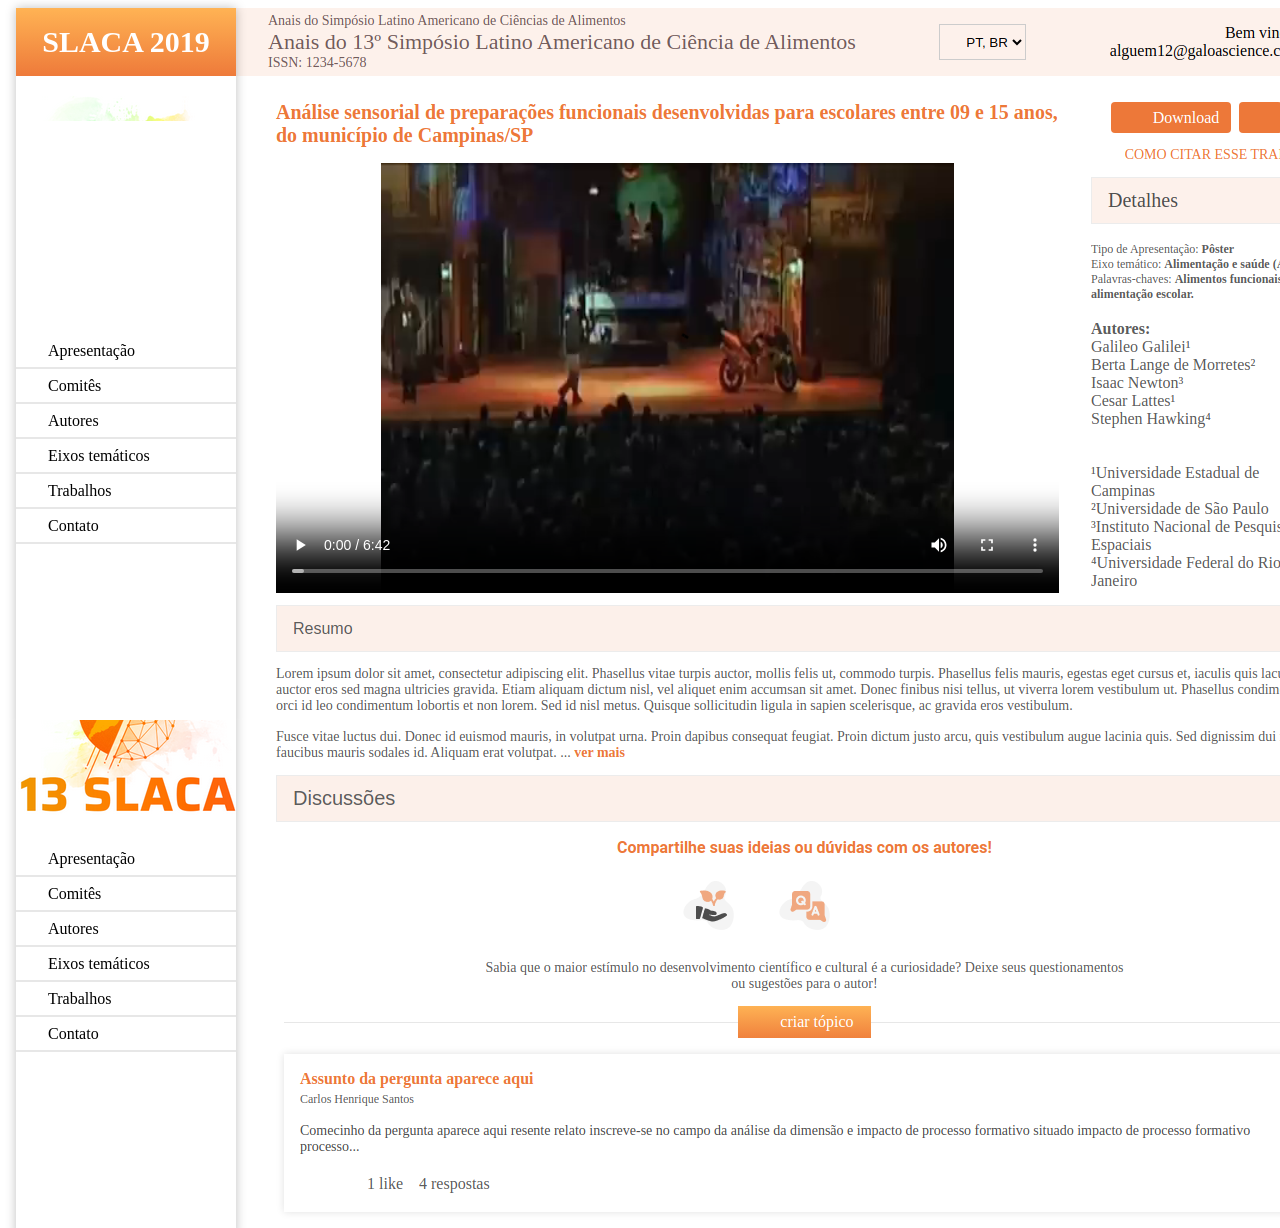 SLACA 2019
Anais do Simpósio Latino Americano de Ciências de Alimentos
Anais do 13º Simpósio Latino Americano de Ciência de Alimentos
ISSN: 1234-5678
PT, BR
Bem vin
alguem12@galoascience.c
Apresentação
Comitês
Autores
Eixos temáticos
Trabalhos
Contato
13 SLACA
Apresentação
Comitês
Autores
Eixos temáticos
Trabalhos
Contato
Análise sensorial de preparações funcionais desenvolvidas para escolares entre 09 e 15 anos,
do município de Campinas/SP
0:00 / 6:42
Download
COMO CITAR ESSE TRA
Detalhes
Tipo de Apresentação: Pôster
Eixo temático: Alimentação e saúde (A
Palavras-chaves: Alimentos funcionais
alimentação escolar.
Autores:
Galileo Galilei¹
Berta Lange de Morretes²
Isaac Newton³
Cesar Lattes¹
Stephen Hawking⁴
¹Universidade Estadual de
Campinas
²Universidade de São Paulo
³Instituto Nacional de Pesquis
Espaciais
⁴Universidade Federal do Rio
Janeiro
Resumo
Lorem ipsum dolor sit amet, consectetur adipiscing elit. Phasellus vitae turpis auctor, mollis felis ut, commodo turpis. Phasellus felis mauris, egestas eget cursus et, iaculis quis lacu
auctor eros sed magna ultricies gravida. Etiam aliquam dictum nisl, vel aliquet enim accumsan sit amet. Donec finibus nisi tellus, ut viverra lorem vestibulum ut. Phasellus condim
orci id leo condimentum lobortis et non lorem. Sed id nisl metus. Quisque sollicitudin ligula in sapien scelerisque, ac gravida eros vestibulum.
Fusce vitae luctus dui. Donec id euismod mauris, in volutpat urna. Proin dapibus consequat feugiat. Proin dictum justo arcu, quis vestibulum augue lacinia quis. Sed dignissim dui
faucibus mauris sodales id. Aliquam erat volutpat. ... ver mais
Discussões
Compartilhe suas ideias ou dúvidas com os autores!
Q
A
Sabia que o maior estímulo no desenvolvimento científico e cultural é a curiosidade? Deixe seus questionamentos
ou sugestões para o autor!
criar tópico
Assunto da pergunta aparece aqui
Carlos Henrique Santos
Comecinho da pergunta aparece aqui resente relato inscreve-se no campo da análise da dimensão e impacto de processo formativo situado impacto de processo formativo
processo...
1 like 4 respostas